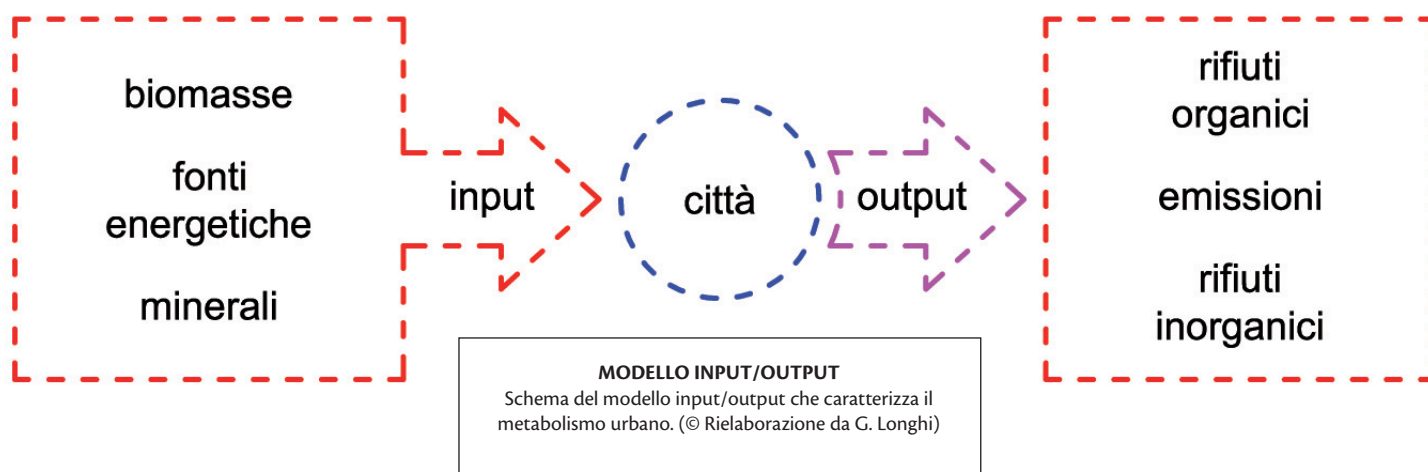 biomasse
fonti
energetiche
minerali
input
città
output
rifiuti
organici
emissioni
rifiuti
inorganici
MODELLO INPUT/OUTPUT
Schema del modello input/output che caratterizza il
metabolismo urbano. (© Rielaborazione da G. Longhi)